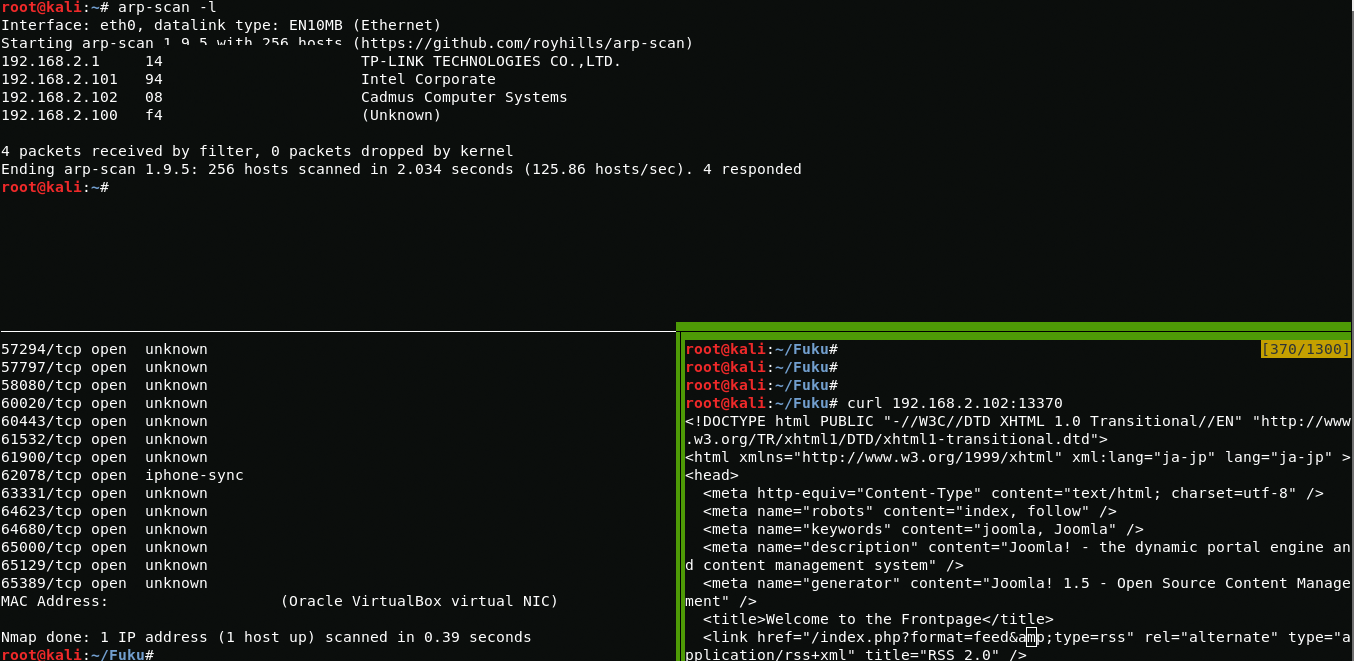 root@kali:~# arp-scan -l
Interface: eth0, datalink type: EN10MB (Ethernet)
Starting arp-scan 1.9.5 with 256 hosts (https://github.com/royhills/arp-scan)
192.168.2.1     14                      TP-LINK TECHNOLOGIES CO.,LTD.
192.168.2.101   94                      Intel Corporate
192.168.2.102   08                      Cadmus Computer Systems
192.168.2.100   f4                      (Unknown)
4 packets received by filter, 0 packets dropped by kernel
Ending arp-scan 1.9.5: 256 hosts scanned in 2.034 seconds (125.86 hosts/sec). 4 responded
root@kali:~#
57294/tcp open  unknown
57797/tcp open  unknown
58080/tcp open  unknown
60020/tcp open  unknown
60443/tcp open  unknown
61532/tcp open  unknown
61900/tcp open  unknown
62078/tcp open  iphone-sync
63331/tcp open  unknown
64623/tcp open  unknown
64680/tcp open  unknown
65000/tcp open  unknown
65129/tcp open  unknown
65389/tcp open  unknown
MAC Address:                   (Oracle VirtualBox virtual NIC)
Nmap done: 1 IP address (1 host up) scanned in 0.39 seconds
root@kali:~/Fuku#
root@kali:~/Fuku# [370/1300]
root@kali:~/Fuku#
root@kali:~/Fuku#
root@kali:~/Fuku# curl 192.168.2.102:13370
<!DOCTYPE html PUBLIC "-//W3C//DTD XHTML 1.0 Transitional//EN" "http://www
.w3.org/TR/xhtml1/DTD/xhtml1-transitional.dtd">
<html xmlns="http://www.w3.org/1999/xhtml" xml:lang="ja-jp" lang="ja-jp" >
<head>
  <meta http-equiv="Content-Type" content="text/html; charset=utf-8" />
  <meta name="robots" content="index, follow" />
  <meta name="keywords" content="joomla, Joomla" />
  <meta name="description" content="Joomla! - the dynamic portal engine an
d content management system" />
  <meta name="generator" content="Joomla! 1.5 - Open Source Content Manage
ment" />
  <title>Welcome to the Frontpage</title>
  <link href="/index.php?format=feed&amp;type=rss" rel="alternate" type="a
pplication/rss+xml" title="RSS 2.0" />